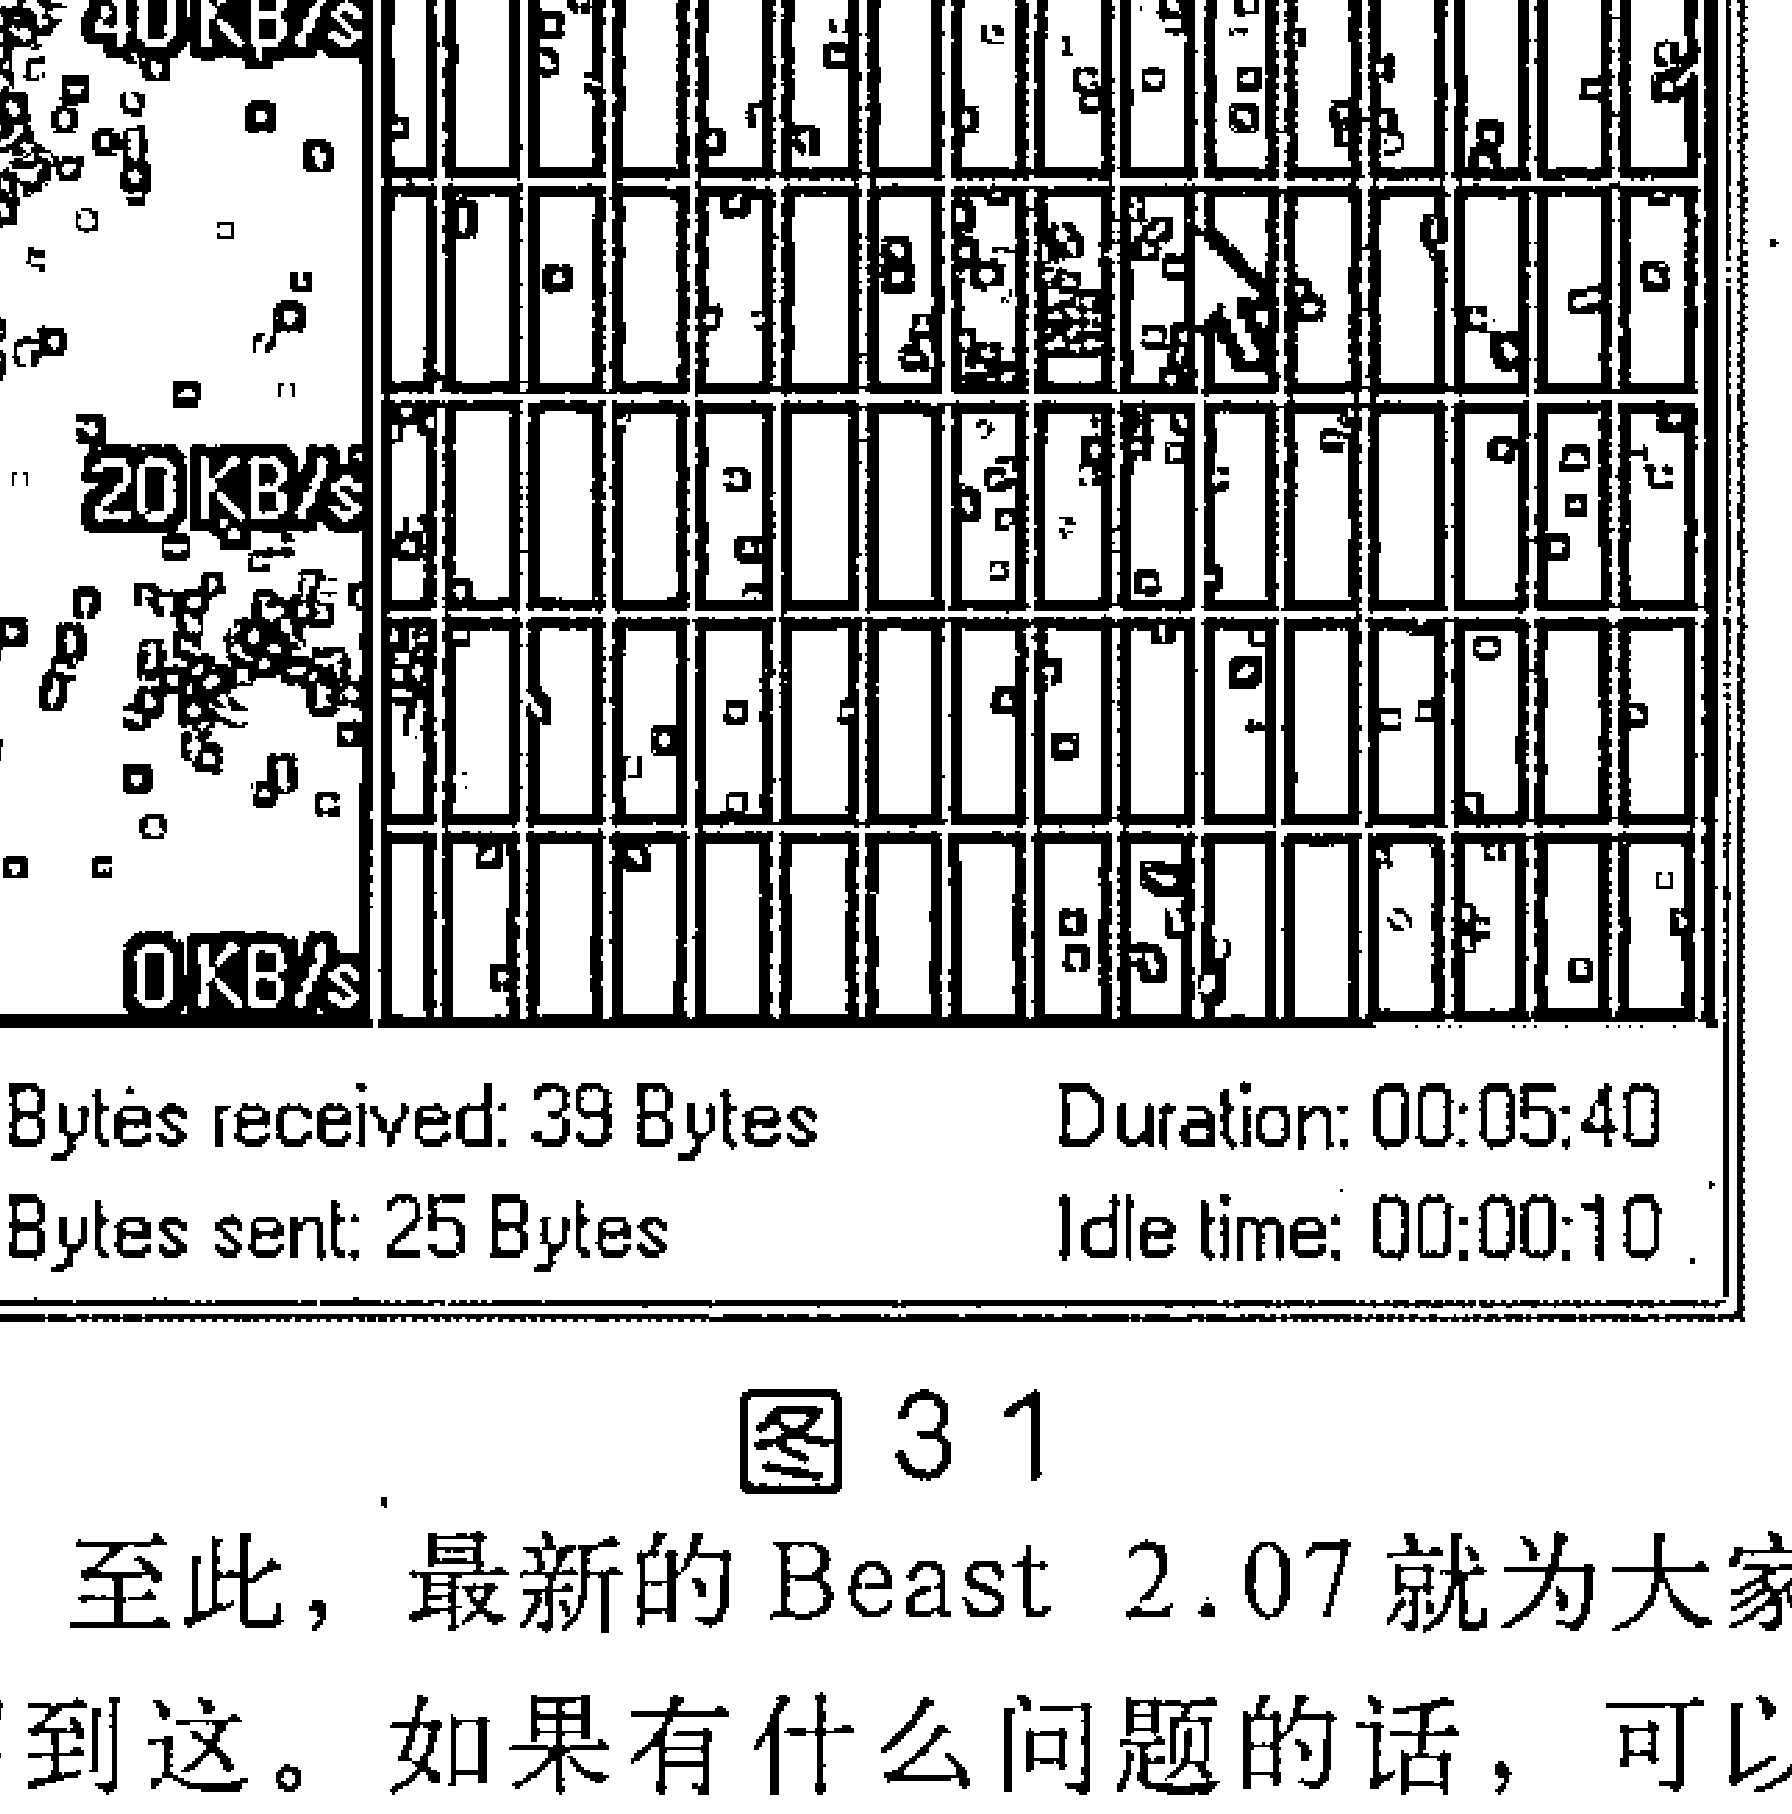 40KB/s
20KB/s
0KB/s
Bytes received: 39 Bytes
Duration: 00:05:40
Bytes sent: 25 Bytes
Idle time: 00:00:10
图 31
至此，最新的 Beast 2.07 就为大家
到这。如果有什么问题的话，可以